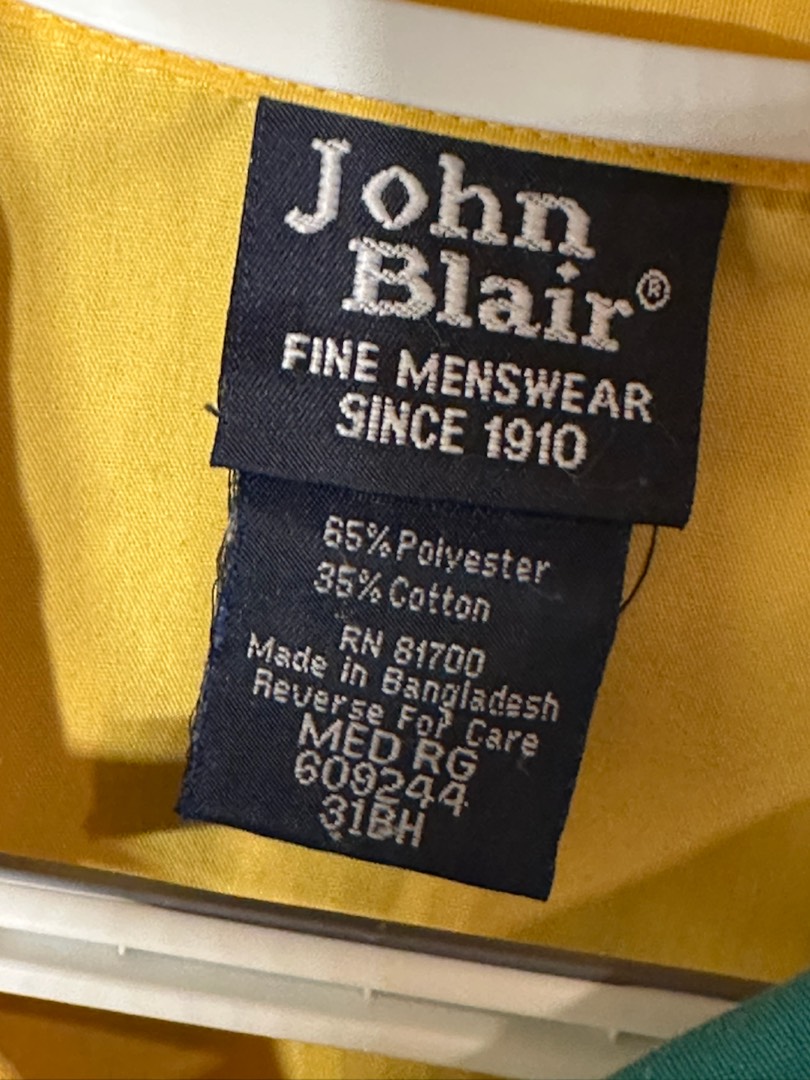 John
Blair®
FINE MENSWEAR
SINCE 1910
65% Polyester
35% Cotton
RN 81700
Made in Bangladesh
Reverse For Care
MED RG
609244
31BH